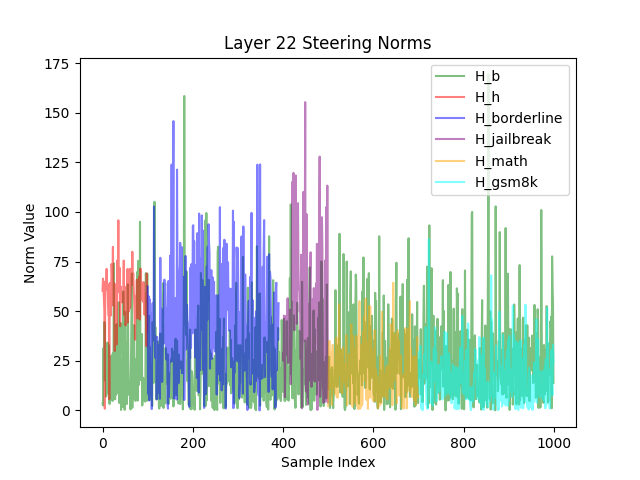 Layer 22 Steering Norms
175
150
125
100
75
50
25
0
Norm Value
0
200
400
600
800
1000
Sample Index
H_b
H_h
H_borderline
H_jailbreak
H_math
H_gsm8k